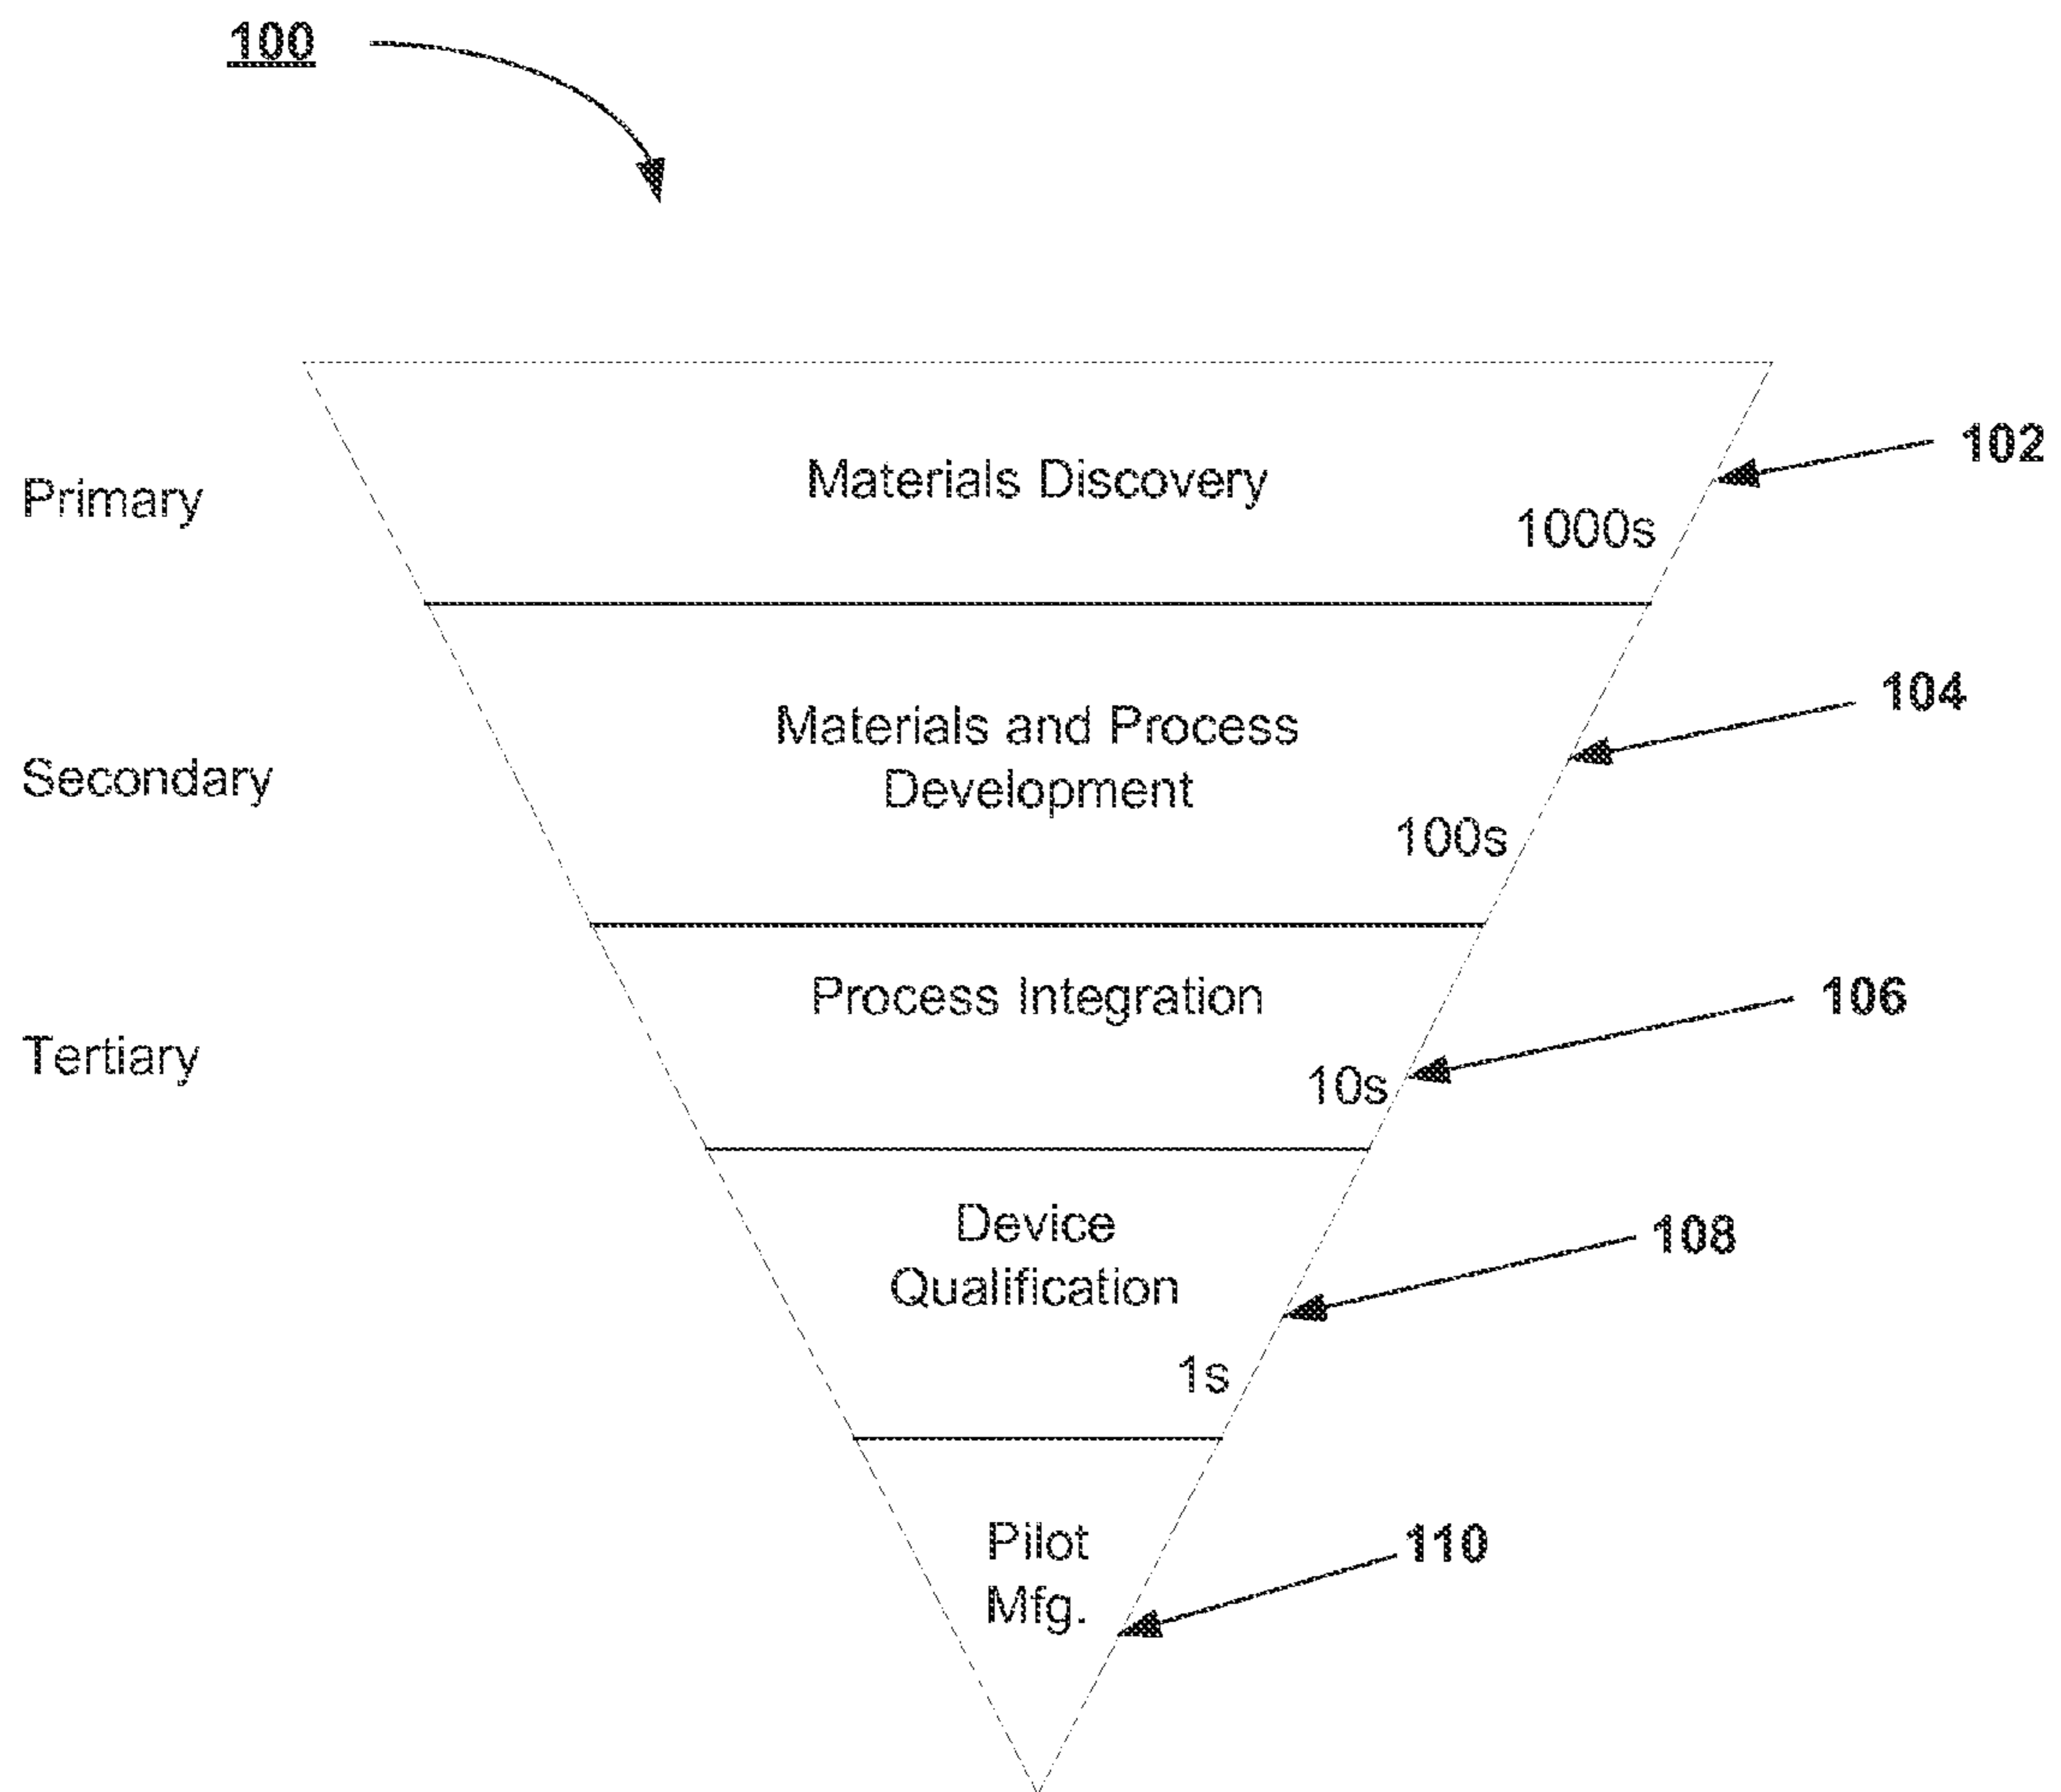 100
102
Primary
Materials Discovery
1000s
104
Secondary
Materials and Process
Development
100s
106
Tertiary
Process Integration
10s
108
Device
Qualification
1s
110
Pilot
Mfg.